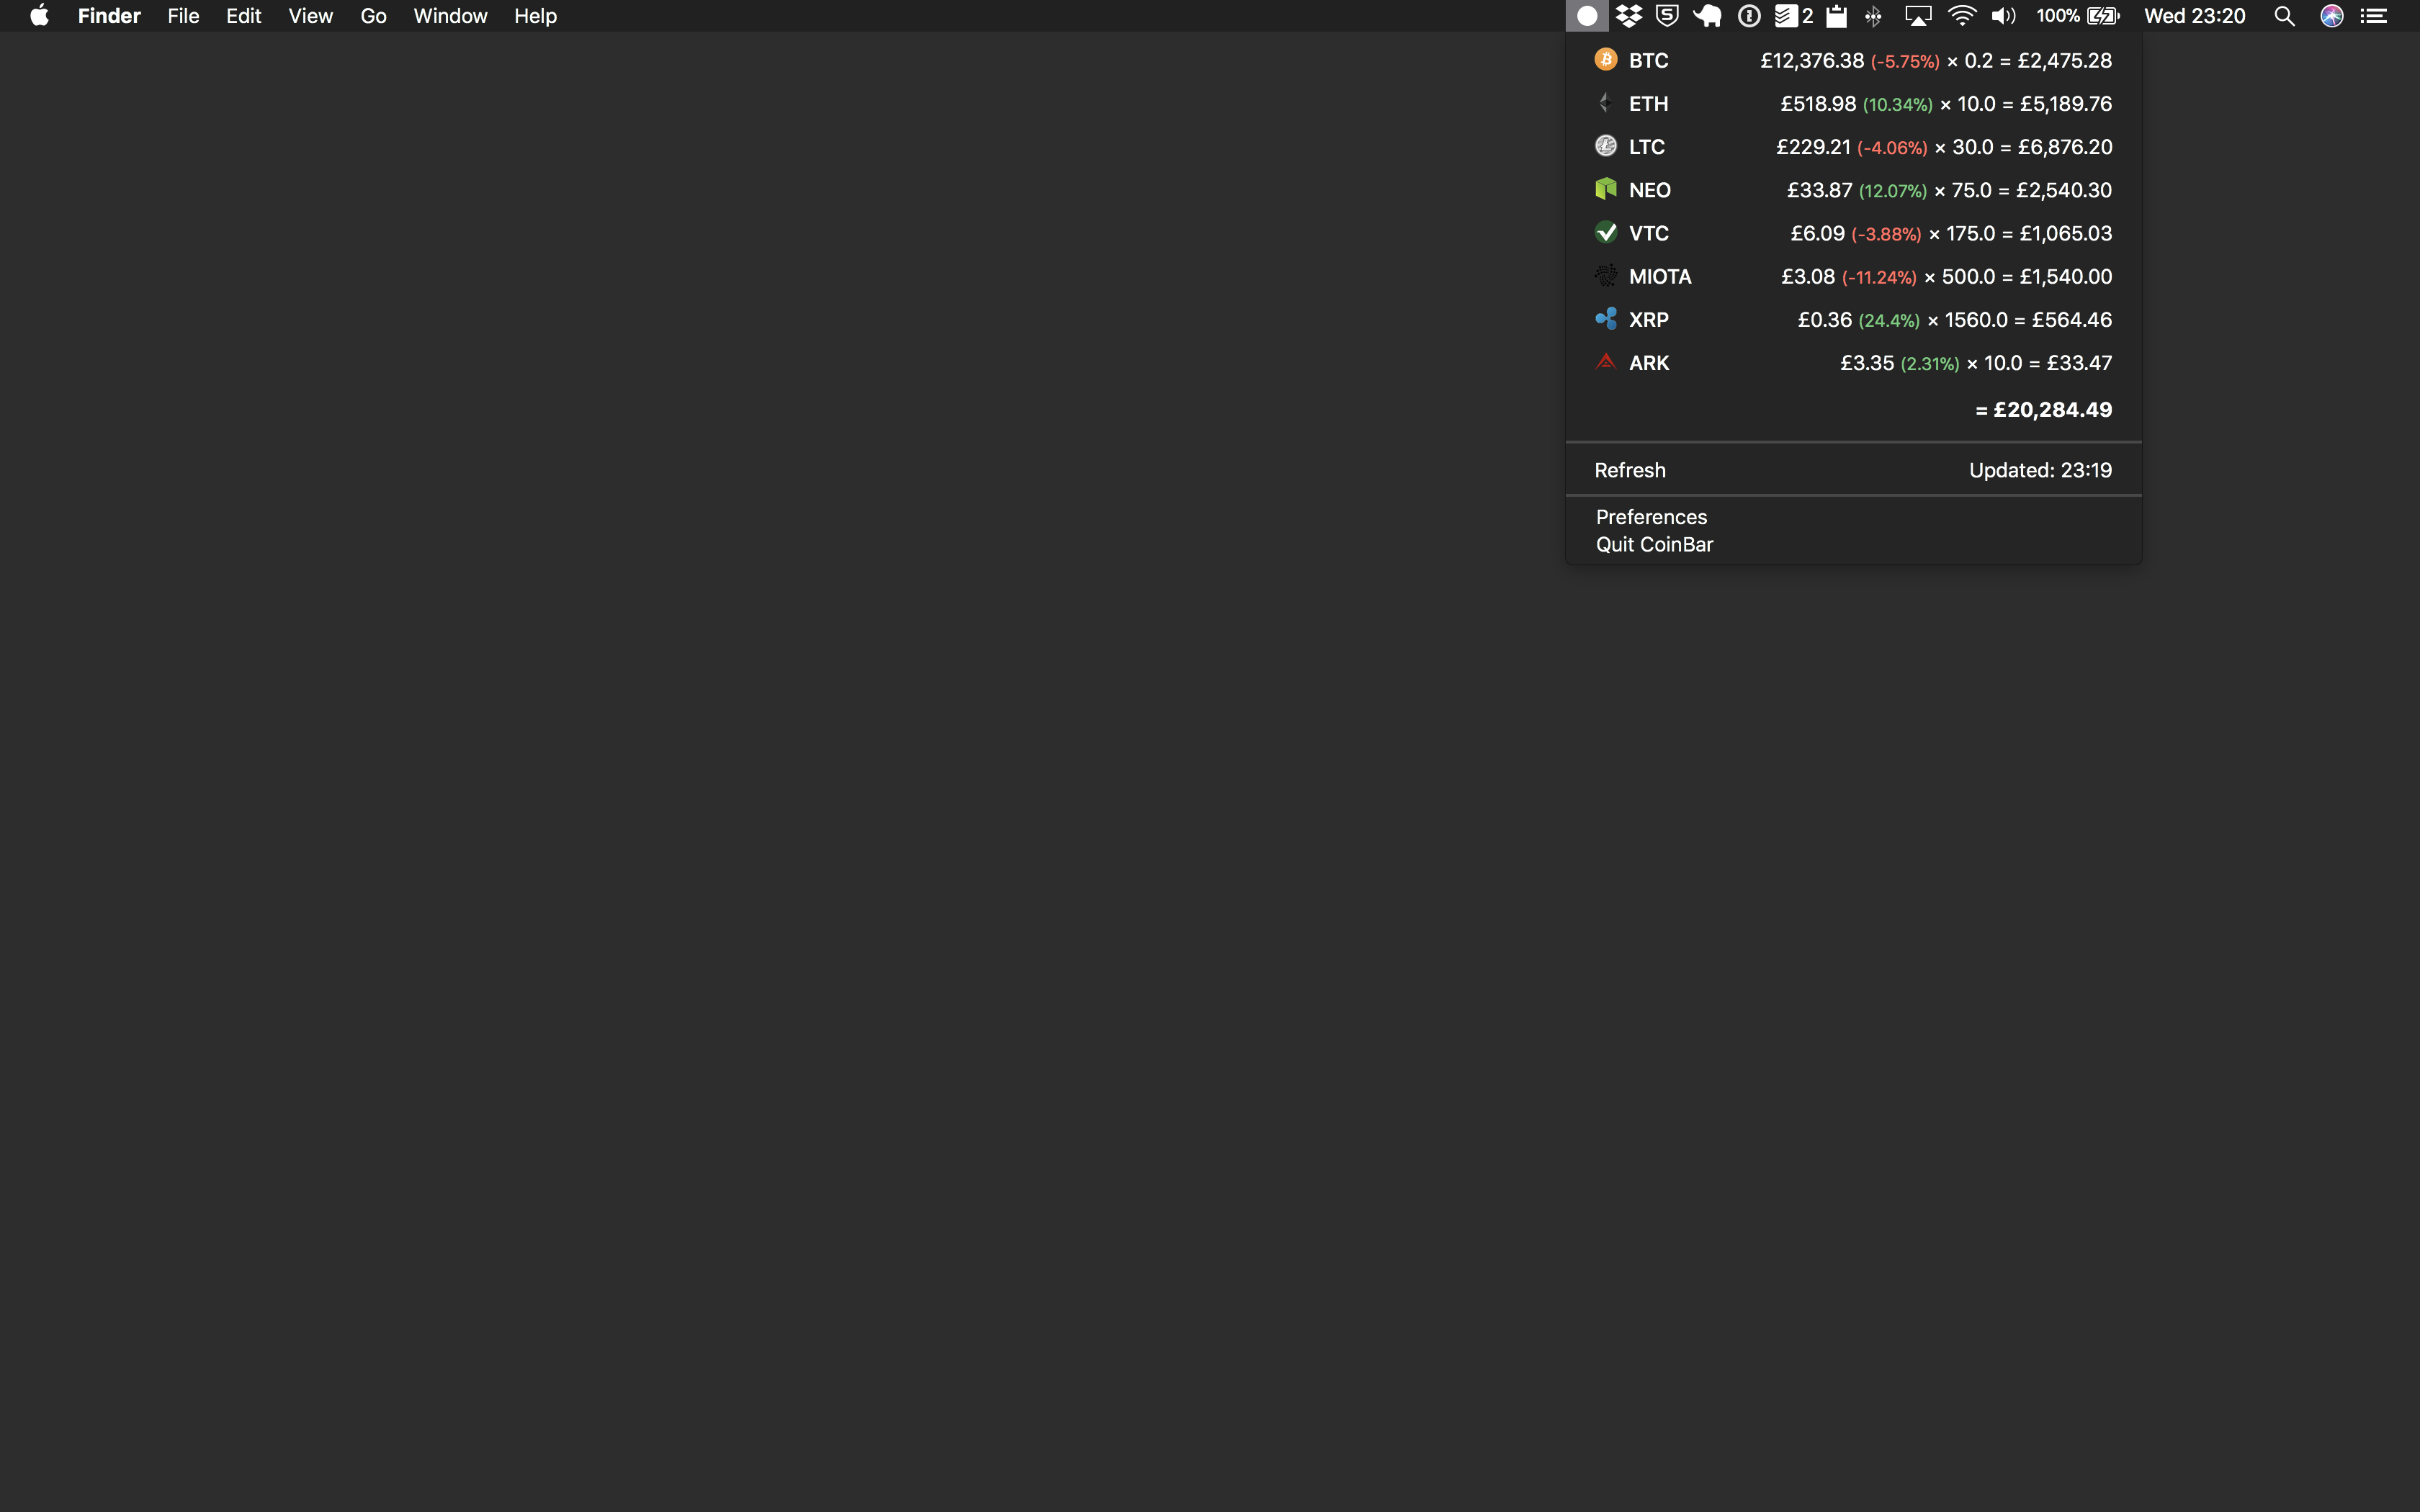 Finder File Edit View Go Window Help 2 100% Wed 23:20
BTC £12,376.38 (-5.75%) × 0.2 = £2,475.28
ETH £518.98 (10.34%) × 10.0 = £5,189.76
LTC £229.21 (-4.06%) × 30.0 = £6,876.20
NEO £33.87 (12.07%) × 75.0 = £2,540.30
VTC £6.09 (-3.88%) × 175.0 = £1,065.03
MIOTA £3.08 (-11.24%) × 500.0 = £1,540.00
XRP £0.36 (24.4%) × 1560.0 = £564.46
ARK £3.35 (2.31%) × 10.0 = £33.47
= £20,284.49
Refresh Updated: 23:19
Preferences
Quit CoinBar